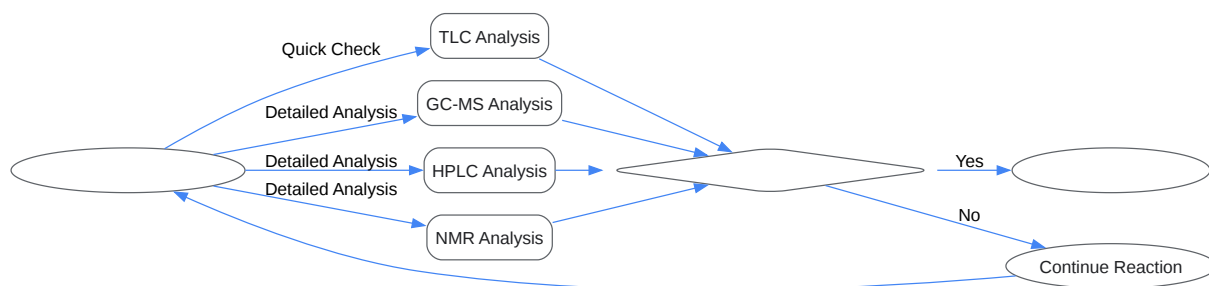 TLC Analysis
Quick Check
GC-MS Analysis
Detailed Analysis
Detailed Analysis
HPLC Analysis
Yes
Detailed Analysis
No
NMR Analysis
Continue Reaction